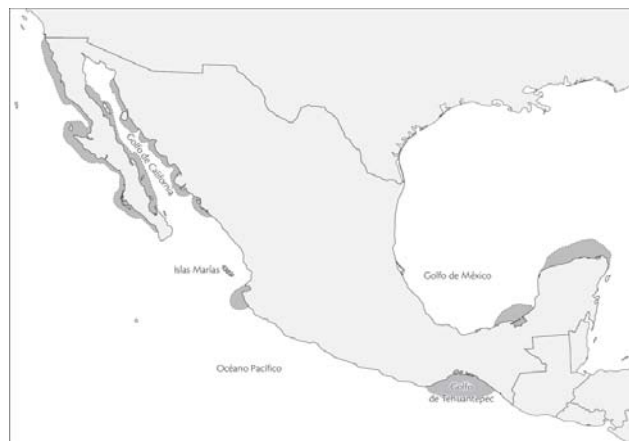 Golfo de California
Islas Marías
Golfo de México
Océano Pacífico
Golfo
de Tehuantepec